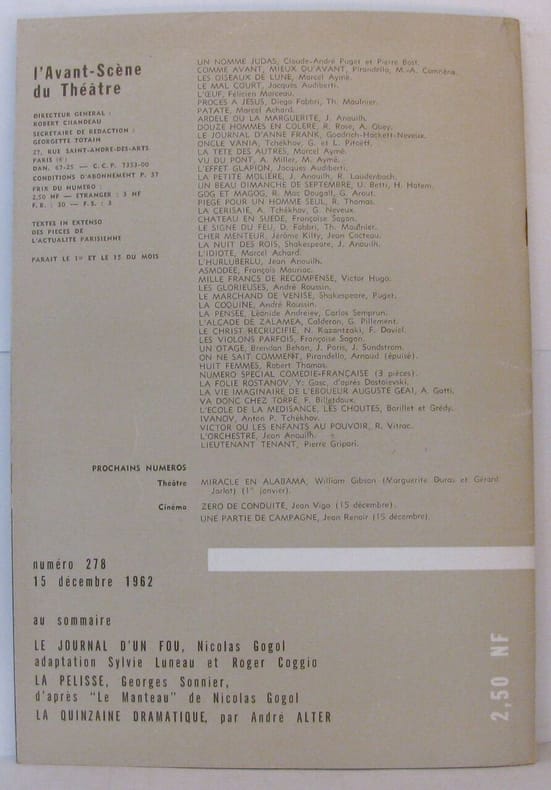 l'Avant-Scène
du Théâtre
DIRECTEUR GENERAL :
ROBERT CHANDEAU
SECRÉTAIRE DE REDACTION :
GEORGETTE TOTAIN
27, RUE SAINT-ANDRE-DES-ARTS.
PARIS (6e)
DAN. 67-25 — C.C.P. 7353-00
CONDITIONS D'ABONNEMENT P. 37
PRIX DU NUMERO :
2,50 NF — ETRANGER : 3 NF
F.B. : 30 — F.S. : 3
TEXTES IN EXTENSO
DES PIECES DE
L'ACTUALITE PARISIENNE
PARAIT LE 1er ET LE 15 DU MOIS
UN NOMME JUDAS, Claude-André Puget et Pierre Bost.
COMME AVANT, MIEUX QU'AVANT, Pirandello, M.-A. Comnène.
LES OISEAUX DE LUNE, Marcel Aymé.
LE MAL COURT, Jacques Audiberti.
L'ŒUF, Félicien Marceau.
PROCES A JESUS, Diego Fabbri, Th. Maulnier.
PATATE, Marcel Achard.
ARDELE OU LA MARGUERITE, J. Anouilh.
DOUZE HOMMES EN COLERE, R. Rose, A. Obey.
LE JOURNAL D'ANNE FRANK, Goodrich-Hackett-Neveux.
ONCLE VANIA, Tchékhov, G. et L. Pitoëff.
LA TETE DES AUTRES, Marcel Aymé.
VU DU PONT, A. Miller, M. Aymé.
L'EFFET GLAPION, Jacques Audiberti.
LA PETITE MOLIERE, J. Anouilh, R. Laudenbach.
UN BEAU DIMANCHE DE SEPTEMBRE, U. Betti, H. Hotem.
GOG ET MAGOG, R. Mac Dougall, G. Arout.
PIEGE POUR UN HOMME SEUL, R. Thomas.
LA CERISAIE, A. Tchékhov, G. Neveux.
CHATEAU EN SUEDE, Françoise Sagan.
LE SIGNE DU FEU, D. Fabbri, Th. Maulnier.
CHER MENTEUR, Jérôme Kilty, Jean Cocteau.
LA NUIT DES ROIS, Shakespeare, J. Anouilh.
L'IDIOTE, Marcel Achard.
L'HURLUBERLU, Jean Anouilh.
ASMODEE, François Mauriac.
MILLE FRANCS DE RECOMPENSE, Victor Hugo.
LES GLORIEUSES, André Roussin.
LE MARCHAND DE VENISE, Shakespeare, Puget.
LA COQUINE, André Roussin.
LA PENSEE, Léonide Andréiev, Carlos Semprun.
L'ALCADE DE ZALAMEA, Calderon, G. Pillement.
LE CHRIST RECRUCIFIE, N. Kazantzaki, F. Daviel.
LES VIOLONS PARFOIS, Françoise Sagan.
UN OTAGE, Brendan Behan, J. Paris, J. Sundstrom.
ON NE SAIT COMMENT, Pirandello, Arnaud (épuisé).
HUIT FEMMES, Robert Thomas.
NUMERO SPECIAL COMEDIE-FRANÇAISE (3 pièces).
LA FOLIE ROSTANOV, Y. Gasc, d'après Dostoievski.
LA VIE IMAGINAIRE DE L'EBOUEUR AUGUSTE GEAI, A. Gatti.
VA DONC CHEZ TORPE, F. Billetdoux.
L'ECOLE DE LA MEDISANCE, LES CHOUTES, Barillet et Grédy.
IVANOV, Anton P. Tchékhov.
VICTOR OU LES ENFANTS AU POUVOIR, R. Vitrac.
L'ORCHESTRE, Jean Anouilh.
LIEUTENANT TENANT, Pierre Gripari.
PROCHAINS NUMEROS
Théâtre MIRACLE EN ALABAMA, William Gibson (Marguerite Duras et Gérard
Jarlot) (1er janvier).
Cinéma ZERO DE CONDUITE, Jean Vigo (15 décembre).
UNE PARTIE DE CAMPAGNE, Jean Renoir (15 décembre).
numéro 278
15 décembre 1962
au sommaire
LE JOURNAL D'UN FOU, Nicolas Gogol
adaptation Sylvie Luneau et Roger Coggio
LA PELISSE, Georges Sonnier,
d'après "Le Manteau" de Nicolas Gogol
LA QUINZAINE DRAMATIQUE, par André ALTER
2,50 NF